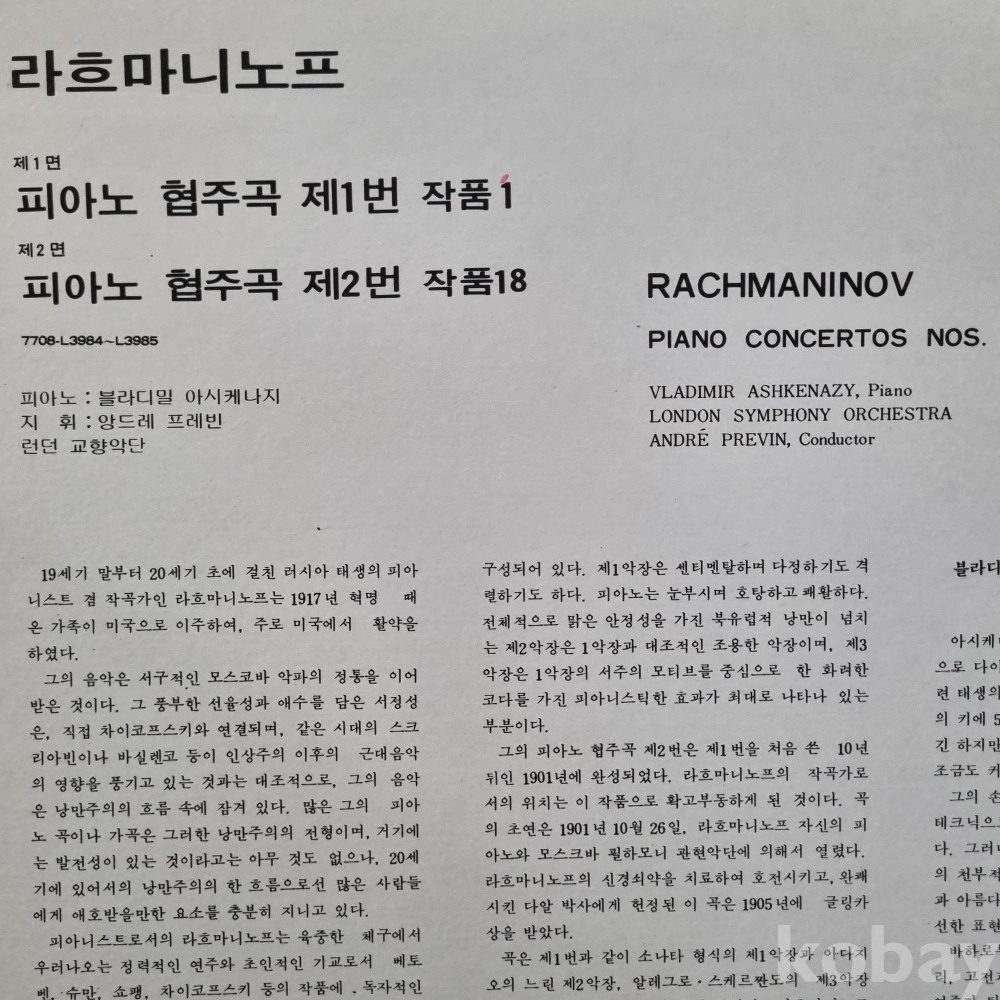 라흐마니노프
제1면
피아노 협주곡 제1번 작품1
제2면
피아노 협주곡 제2번 작품18
7708-L3984~L3985
피아노 : 블라디밀 아시케나지
지 휘 : 앙드레 프레빈
런던 교향악단
RACHMANINOV
PIANO CONCERTOS NOS.
VLADIMIR ASHKENAZY, Piano
LONDON SYMPHONY ORCHESTRA
ANDRÉ PREVIN, Conductor
19세기 말부터 20세기 초에 걸친 러시아 태생의 피아
니스트 겸 작곡가인 라흐마니노프는 1917년 혁명 때
온 가족이 미국으로 이주하여, 주로 미국에서 활약을
하였다.
그의 음악은 서구적인 모스코바 악파의 정통을 이어
받은 것이다. 그 풍부한 선율성과 애수를 담은 서정성
은, 직접 차이코프스키와 연결되며, 같은 시대의 스크
리아빈이나 바실렌코 등이 인상주의 이후의 근대음악
의 영향을 풍기고 있는 것과는 대조적으로, 그의 음악
은 낭만주의의 흐름 속에 잠겨 있다. 많은 그의 피아
노 곡이나 가곡은 그러한 낭만주의의 전형이며, 거기에
는 발전성이 있는 것이라고는 아무 것도 없으나, 20세
기에 있어서의 낭만주의의 한 흐름으로선 많은 사람들
에게 애호받을만한 요소를 충분히 지니고 있다.
피아니스트로서의 라흐마니노프는 육중한 체구에서
우러나오는 정력적인 연주와 초인적인 기교로서 베토
벤, 슈만, 쇼팽, 차이코프스키 등의 작품에 독자적인
구성되어 있다. 제1악장은 센티멘탈하며 다정하기도 격
렬하기도 하다. 피아노는 눈부시며 호탕하고 쾌활하다.
전체적으로 맑은 안정성을 가진 북유럽적 낭만이 넘치
는 제2악장은 1악장과 대조적인 조용한 악장이며, 제3
악장은 1악장의 서주의 모티브를 중심으로 한 화려한
코다를 가진 피아니스틱한 효과가 최대로 나타나 있는
부분이다.
그의 피아노 협주곡 제2번은 제1번을 처음 쓴 10년
뒤인 1901년에 완성되었다. 라흐마니노프의 작곡가로
서의 위치는 이 작품으로 확고부동하게 된 것이다. 곡
의 초연은 1901년 10월 26일, 라흐마니노프 자신의 피
아노와 모스크바 필하모니 관현악단에 의해서 열렸다.
라흐마니노프의 신경쇠약을 치료하여 호전시키고, 완쾌
시킨 다알 박사에게 헌정된 이 곡은 1905년에 글링카
상을 받았다.
곡은 제1번과 같이 소나타 형식의 제1악장과 아다지
오의 느린 제2악장, 알레그로·스케르짠도의 제3악장
블라디
아시케
으로 다이
련 태생의
의 키에 5
긴 하지만
조금도 커
그의 손
테크닉으
다. 그러나
의 천부적
과 아름다
선한 표현
바하로부
리, 고전과
kobay